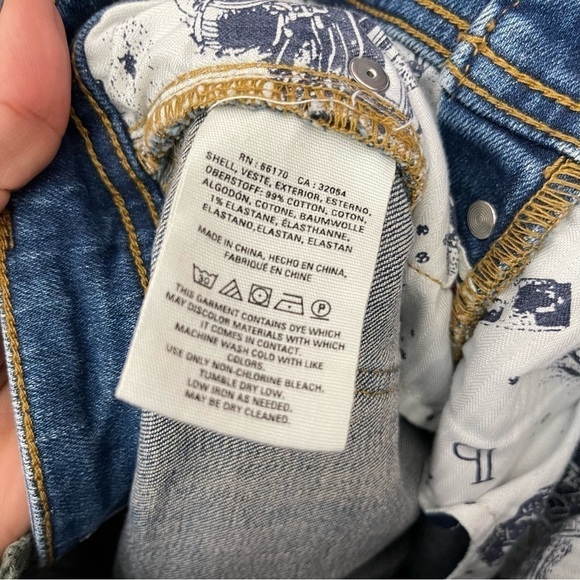 RN : 66170 CA : 32054
SHELL, VESTE, EXTERIOR, ESTERNO,
OBERSTOFF: 99% COTTON, COTON,
ALGODÓN, COTONE, BAUMWOLLE
1% ELASTANE, ÉLASTHANNE,
ELASTANO, ELASTAN, ELASTAN
MADE IN CHINA, HECHO EN CHINA,
FABRIQUÉ EN CHINE
P
THIS GARMENT CONTAINS DYE WHICH
MAY DISCOLOR MATERIALS WITH WHICH
IT COMES IN CONTACT.
MACHINE WASH COLD WITH LIKE
COLORS.
USE ONLY NON-CHLORINE BLEACH.
TUMBLE DRY LOW.
LOW IRON AS NEEDED.
MAY BE DRY CLEANED.